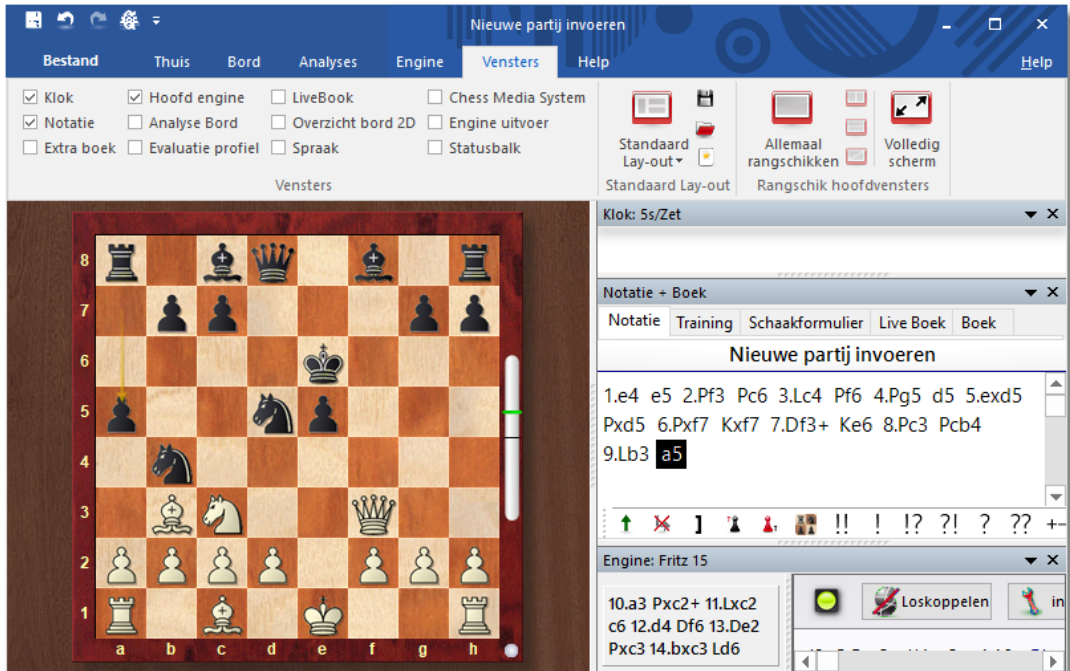 Nieuwe partij invoeren
Bestand Thuis Bord Analyses Engine Vensters Help Help
Klok Hoofd engine LiveBook Chess Media System
Notatie Analyse Bord Overzicht bord 2D Engine uitvoer
Extra boek Evaluatie profiel Spraak Statusbalk
Vensters
Standaard
Lay-out
Standaard Lay-out
Allemaal
rangschikken
Volledig
scherm
Rangschik hoofdvensters
8
7
6
5
4
3
2
1
a b c d e f g h
Klok: 5s/Zet
Notatie + Boek
Notatie Training Schaakformulier Live Boek Boek
Nieuwe partij invoeren
1.e4 e5 2.Pf3 Pc6 3.Lc4 Pf6 4.Pg5 d5 5.exd5
Pxd5 6.Pxf7 Kxf7 7.Df3+ Ke6 8.Pc3 Pcb4
9.Lb3 a5
] !! ! !? ?! ? ?? +-
Engine: Fritz 15
10.a3 Pxc2+ 11.Lxc2
c6 12.d4 Df6 13.De2
Pxc3 14.bxc3 Ld6
Loskoppelen in